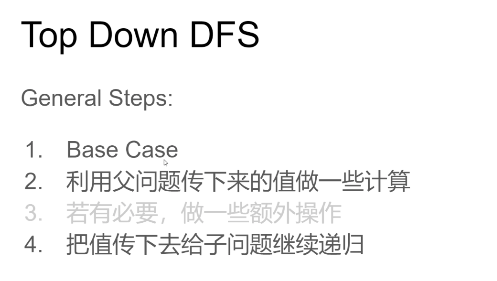 Top Down DFS
General Steps:
1. Base Case
2. 利用父问题传下来的值做一些计算
3. 若有必要，做一些额外操作
4. 把值传下去给子问题继续递归